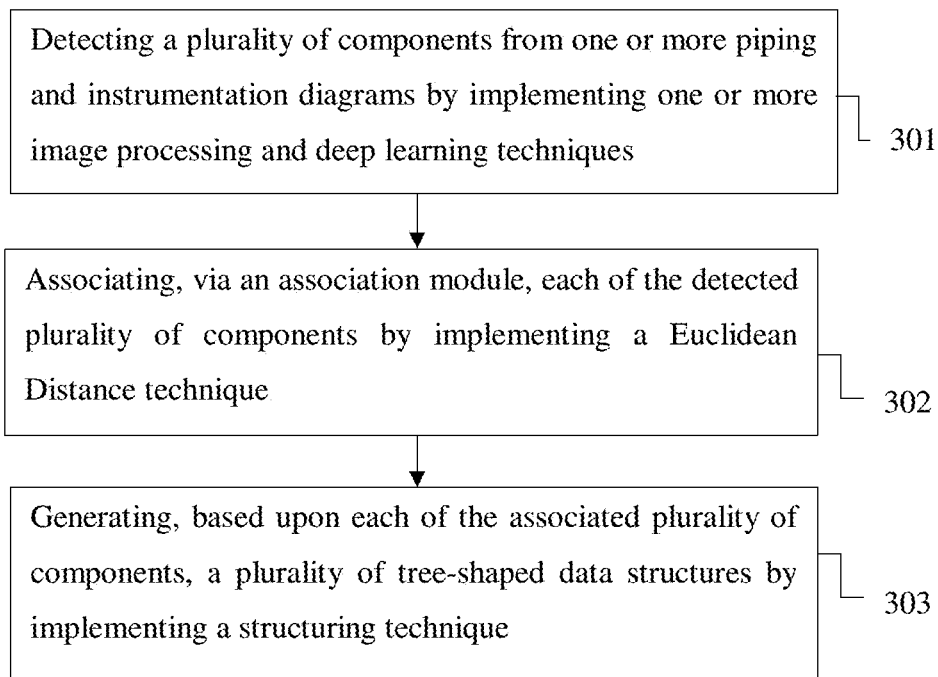 Detecting a plurality of components from one or more piping
and instrumentation diagrams by implementing one or more
image processing and deep learning techniques
301
Associating, via an association module, each of the detected
plurality of components by implementing a Euclidean
Distance technique
302
Generating, based upon each of the associated plurality of
components, a plurality of tree-shaped data structures by
implementing a structuring technique
303